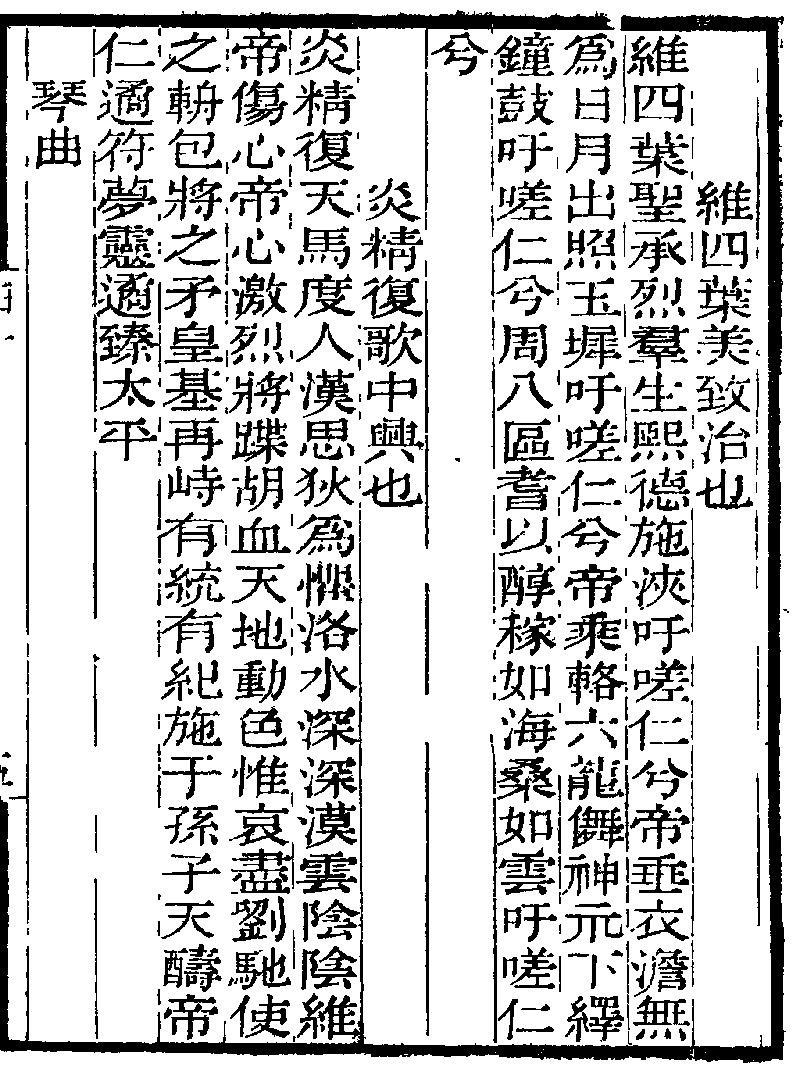 維四葉美致治也
維四葉聖承烈羣生熙德施浹吁嗟仁兮帝垂衣澹無
爲日月出照玉墀吁嗟仁兮帝乘輅六龍儛神元下繹
鐘鼓吁嗟仁兮周八區耆以醇稼如海桑如雲吁嗟仁
兮
炎精復歌中興也
炎精復天馬度人漢思狄爲懼洛水深深漠雲陰陰維
帝傷心帝心激烈將蹀胡血天地動色惟哀盡劉馳使
之輈包將之矛皇基再峙有統有紀施于孫子天醻帝
仁遹符夢靈遹臻太平
琴曲